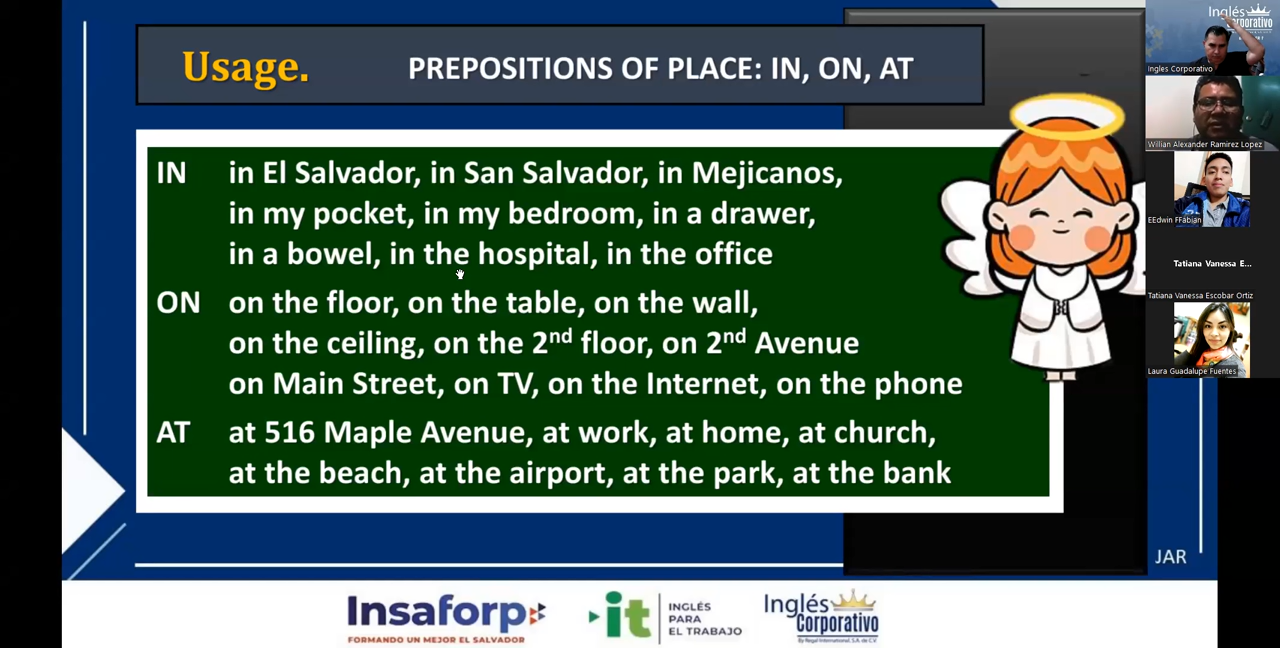 Usage.
PREPOSITIONS OF PLACE: IN, ON, AT
IN in El Salvador, in San Salvador, in Mejicanos,
in my pocket, in my bedroom, in a drawer,
in a bowel, in the hospital, in the office
ON on the floor, on the table, on the wall,
on the ceiling, on the 2nd floor, on 2nd Avenue
on Main Street, on TV, on the Internet, on the phone
AT at 516 Maple Avenue, at work, at home, at church,
at the beach, at the airport, at the park, at the bank
JAR
Insaforp
FORMANDO UN MEJOR EL SALVADOR
it
INGLÉS
PARA
EL TRABAJO
Inglés
Corporativo
By Regal International, S.A. de C.V.
Inglés
Corporativo
Ingles Corporativo
Willian Alexander Ramirez Lopez
EEdwin FFabian
Tatiana Vanessa E...
Tatiana Vanessa Escobar Ortiz
Laura Guadalupe Fuentes